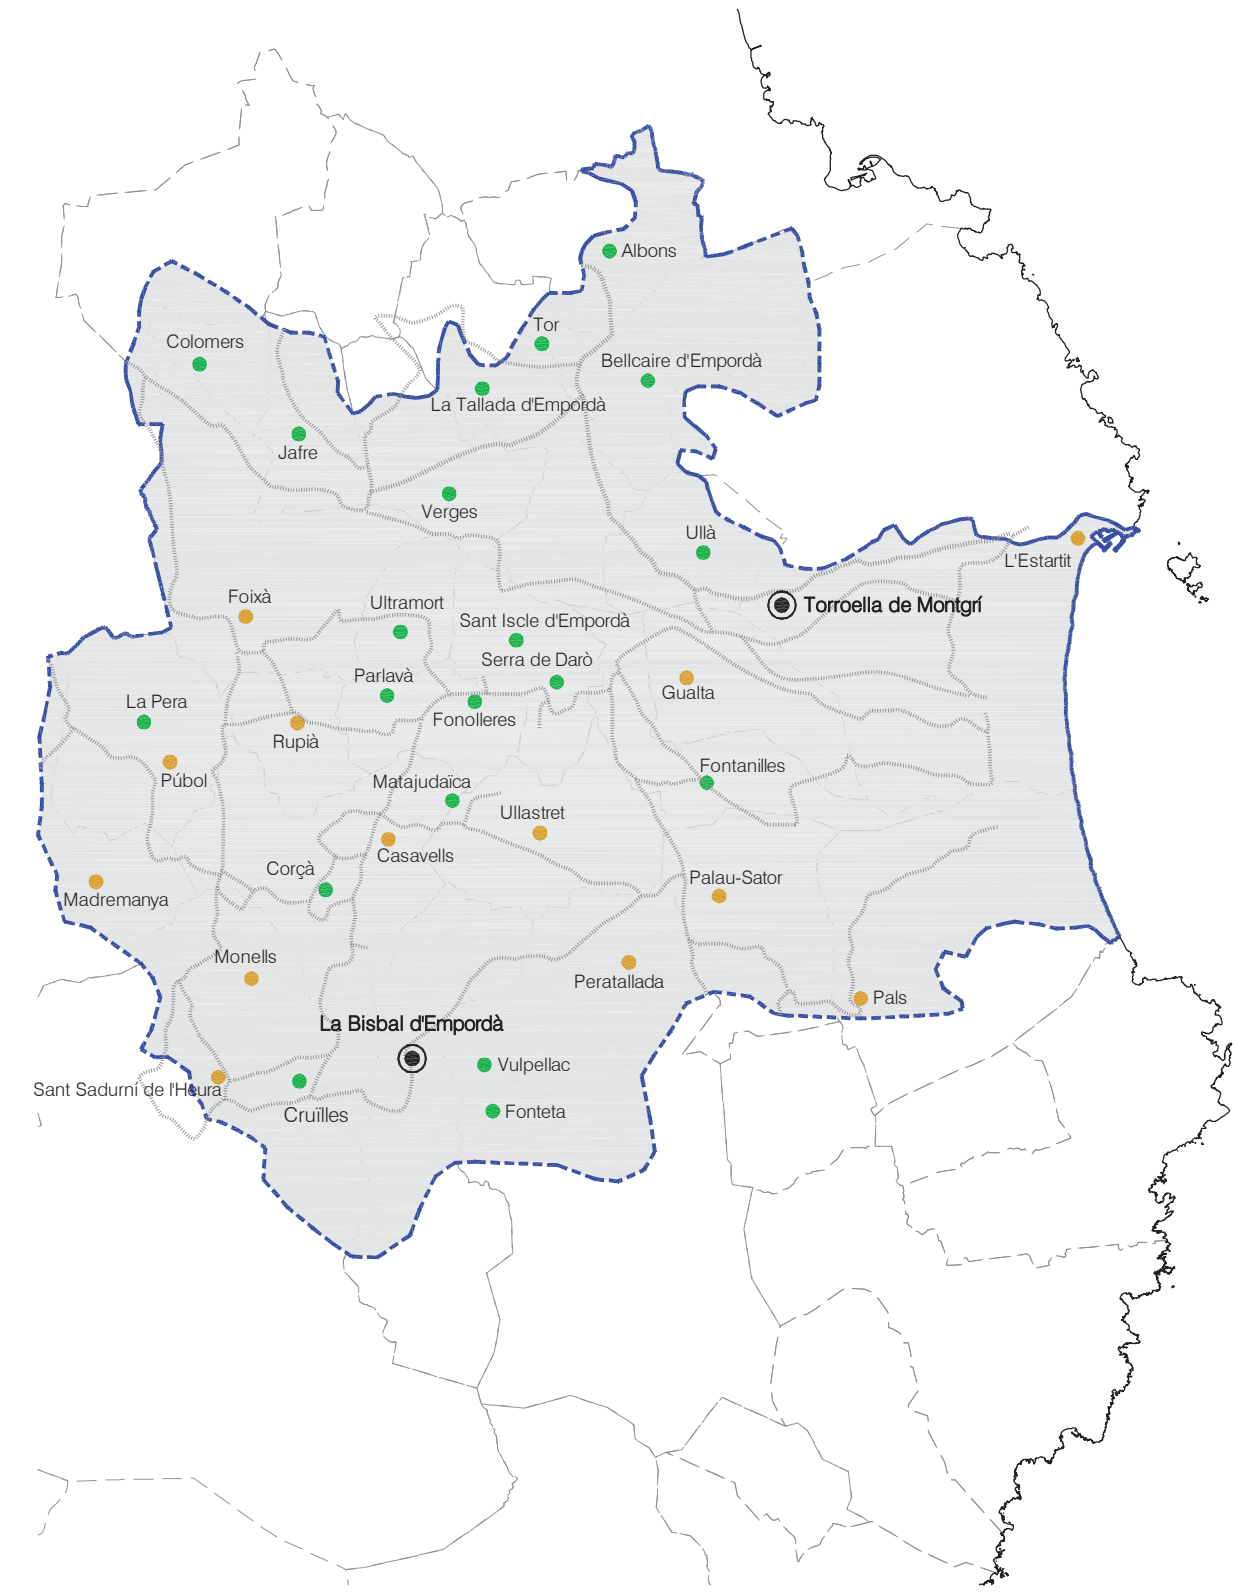 Albons
Tor
Colomers
Bellcaire d'Empordà
La Tallada d'Empordà
Jafre
Verges
Ullà
L'Estartit
Foixà
Ultramort
Torroella de Montgrí
Sant Iscle d'Empordà
Serra de Darò
Parlavà
Gualta
La Pera
Fonolleres
Rupià
Fontanilles
Púbol
Matajudaïca
Ullastret
Casavells
Corçà
Palau-Sator
Madremanya
Monells
Peratallada
Pals
La Bisbal d'Empordà
Vulpellac
Sant Sadurní de l'Heura
Fonteta
Cruïlles